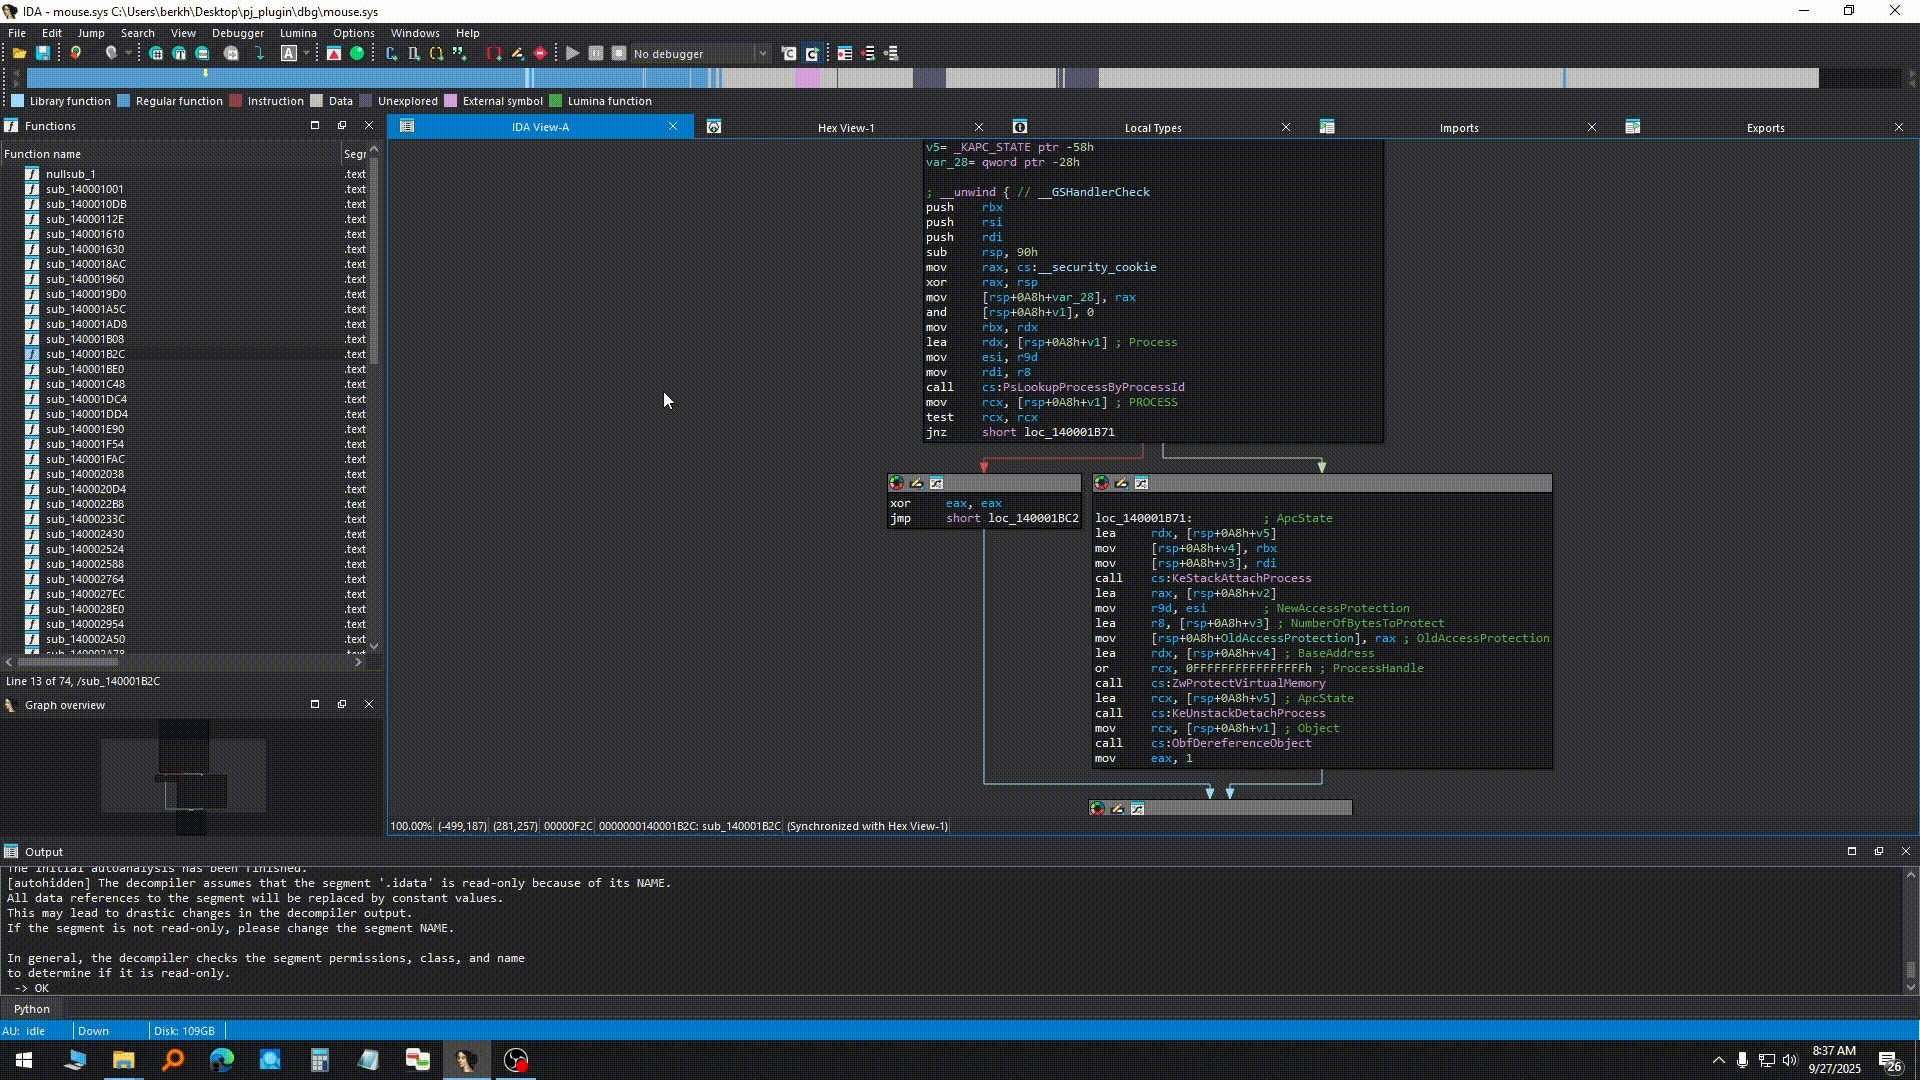 IDA - mouse.sys C:\Users\berkh\Desktop\pj_plugin\dbg\mouse.sys
File Edit Jump Search View Debugger Lumina Options Windows Help
No debugger
Library function Regular function Instruction Data Unexplored External symbol Lumina function
Functions
Function name Segr
nullsub_1 .text
sub_140001001 .text
sub_1400010DB .text
sub_14000112E .text
sub_140001610 .text
sub_140001630 .text
sub_1400018AC .text
sub_140001960 .text
sub_1400019D0 .text
sub_140001A5C .text
sub_140001AD8 .text
sub_140001B08 .text
sub_140001B2C .text
sub_140001BE0 .text
sub_140001C48 .text
sub_140001DC4 .text
sub_140001DD4 .text
sub_140001E90 .text
sub_140001F54 .text
sub_140001FAC .text
sub_140002038 .text
sub_1400020D4 .text
sub_1400022B8 .text
sub_14000233C .text
sub_140002430 .text
sub_140002524 .text
sub_140002588 .text
sub_140002764 .text
sub_1400027EC .text
sub_1400028E0 .text
sub_140002954 .text
sub_140002A50 .text
Line 13 of 74, /sub_140001B2C
Graph overview
IDA View-A Hex View-1 Local Types Imports Exports
v5= _KAPC_STATE ptr -58h
var_28= qword ptr -28h
; __unwind { // __GSHandlerCheck
push rbx
push rsi
push rdi
sub rsp, 90h
mov rax, cs:__security_cookie
xor rax, rsp
mov [rsp+0A8h+var_28], rax
and [rsp+0A8h+v1], 0
mov rbx, rdx
lea rdx, [rsp+0A8h+v1] ; Process
mov esi, r9d
mov rdi, r8
call cs:PsLookupProcessByProcessId
mov rcx, [rsp+0A8h+v1] ; PROCESS
test rcx, rcx
jnz short loc_140001B71
xor eax, eax
jmp short loc_140001BC2
loc_140001B71: ; ApcState
lea rdx, [rsp+0A8h+v5]
mov [rsp+0A8h+v4], rbx
mov [rsp+0A8h+v3], rdi
call cs:KeStackAttachProcess
lea rax, [rsp+0A8h+v2]
mov r9d, esi ; NewAccessProtection
lea r8, [rsp+0A8h+v3] ; NumberOfBytesToProtect
mov [rsp+0A8h+OldAccessProtection], rax ; OldAccessProtection
lea rdx, [rsp+0A8h+v4] ; BaseAddress
or rcx, 0FFFFFFFFFFFFFFFFh ; ProcessHandle
call cs:ZwProtectVirtualMemory
lea rcx, [rsp+0A8h+v5] ; ApcState
call cs:KeUnstackDetachProcess
mov rcx, [rsp+0A8h+v1] ; Object
call cs:ObfDereferenceObject
mov eax, 1
100.00% (-499,187) (281,257) 00000F2C 0000000140001B2C: sub_140001B2C (Synchronized with Hex View-1)
Output
The initial autoanalysis has been finished.
[autohidden] The decompiler assumes that the segment '.idata' is read-only because of its NAME.
All data references to the segment will be replaced by constant values.
This may lead to drastic changes in the decompiler output.
If the segment is not read-only, please change the segment NAME.
In general, the decompiler checks the segment permissions, class, and name
to determine if it is read-only.
-> OK
Python
AU: idle Down Disk: 109GB
8:37 AM
9/27/2025
26